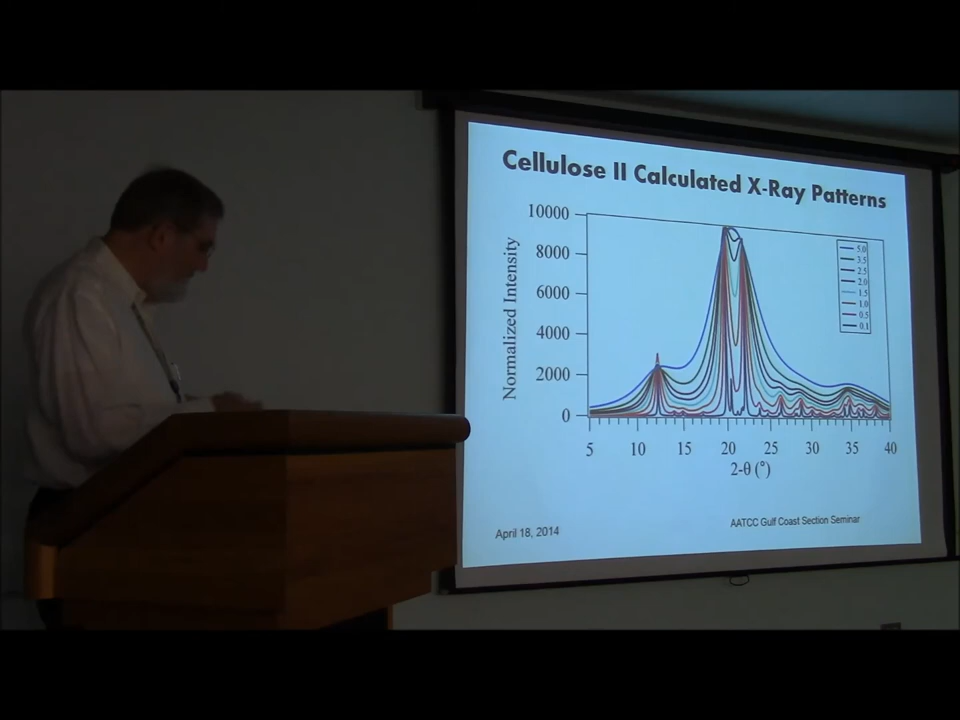 Cellulose II Calculated X-Ray Patterns
10000
8000
6000
4000
2000
0
Normalized Intensity
5.0
3.5
2.5
2.0
1.5
1.0
0.5
0.1
5 10 15 20 25 30 35 40
2-θ (°)
April 18, 2014
AATCC Gulf Coast Section Seminar